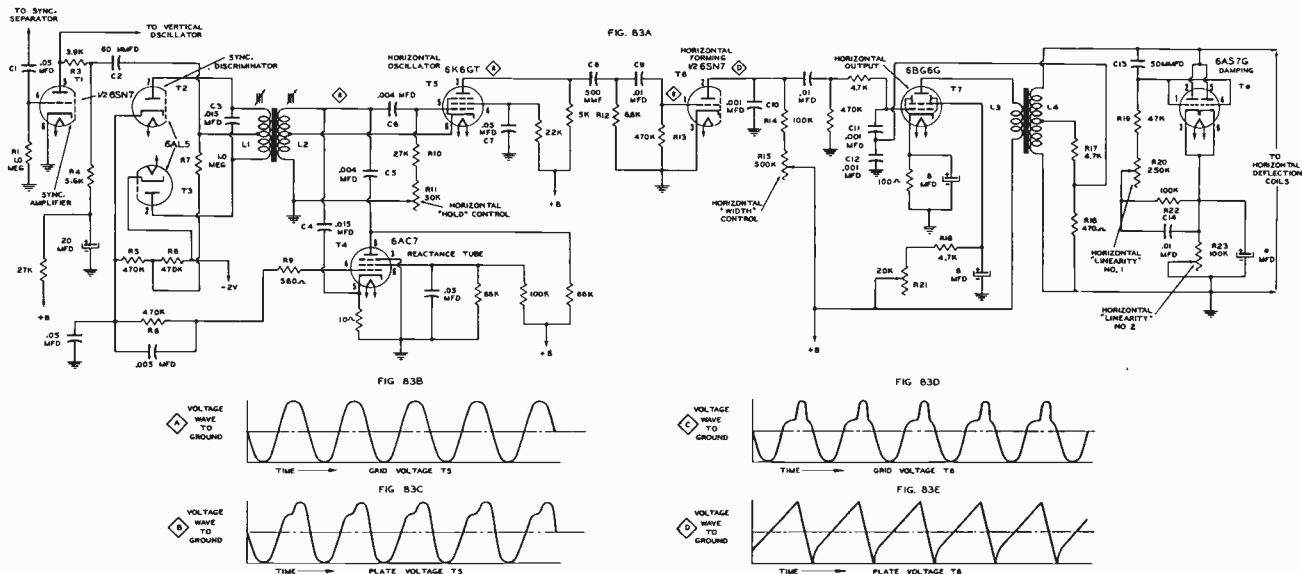 FIG. 83A
TO SYNC.
SEPARATOR
TO VERTICAL
OSCILLATOR
C1
.05
MFD
3.9K
R3
T1
60 MMFD
C2
SYNC.
DISCRIMINATOR
1/2 6SN7
T2
6AL5
T3
R1
1.0
MEG
SYNC.
AMPLIFIER
R4
5.6K
20
MFD
27K
+B
.05
MFD
R5
470K
R6
470K
-2V
470K
R8
.005 MFD
C3
.015
MFD
R7
1.0
MEG
L1
L2
.004 MFD
C6
27K
R10
R11
50K
HORIZONTAL
"HOLD" CONTROL
.004
MFD
C5
C4
.015
MFD
R9
560Ω
6AC7
T4
REACTANCE TUBE
10Ω
.05
MFD
68K
100K
66K
+B
HORIZONTAL
OSCILLATOR
6K6GT
T5
.05
MFD
C7
22K
5K
+B
C8
500
MMF
R12
6.8K
C9
.01
MFD
470K
R13
HORIZONTAL
FORMING
1/2 6SN7
T6
D
.001
MFD
C10
100K
R14
R15
500K
HORIZONTAL
"WIDTH"
CONTROL
.01
MFD
4.7K
470K
HORIZONTAL
OUTPUT
6BG6G
T7
C11
.001
MFD
C12
.001
MFD
100Ω
8
MFD
R16
4.7K
20K
R21
8
MFD
+B
L3
L4
R17
4.7K
R18
470Ω
C13
50MMFD
6AS7G
DAMPING
T8
R19
47K
R20
250K
100K
R22
C14
.01
MFD
R23
100K
MFD
HORIZONTAL
"LINEARITY"
NO. 1
HORIZONTAL
"LINEARITY"
NO 2
TO
HORIZONTAL
DEFLECTION
COILS
FIG 83B
A
VOLTAGE
WAVE
TO
GROUND
TIME
GRID VOLTAGE T5
FIG 83C
B
VOLTAGE
WAVE
TO
GROUND
TIME
PLATE VOLTAGE T5
FIG 83D
C
VOLTAGE
WAVE
TO
GROUND
TIME
GRID VOLTAGE T6
FIG. 83E
D
VOLTAGE
WAVE
TO
GROUND
TIME
PLATE VOLTAGE T6